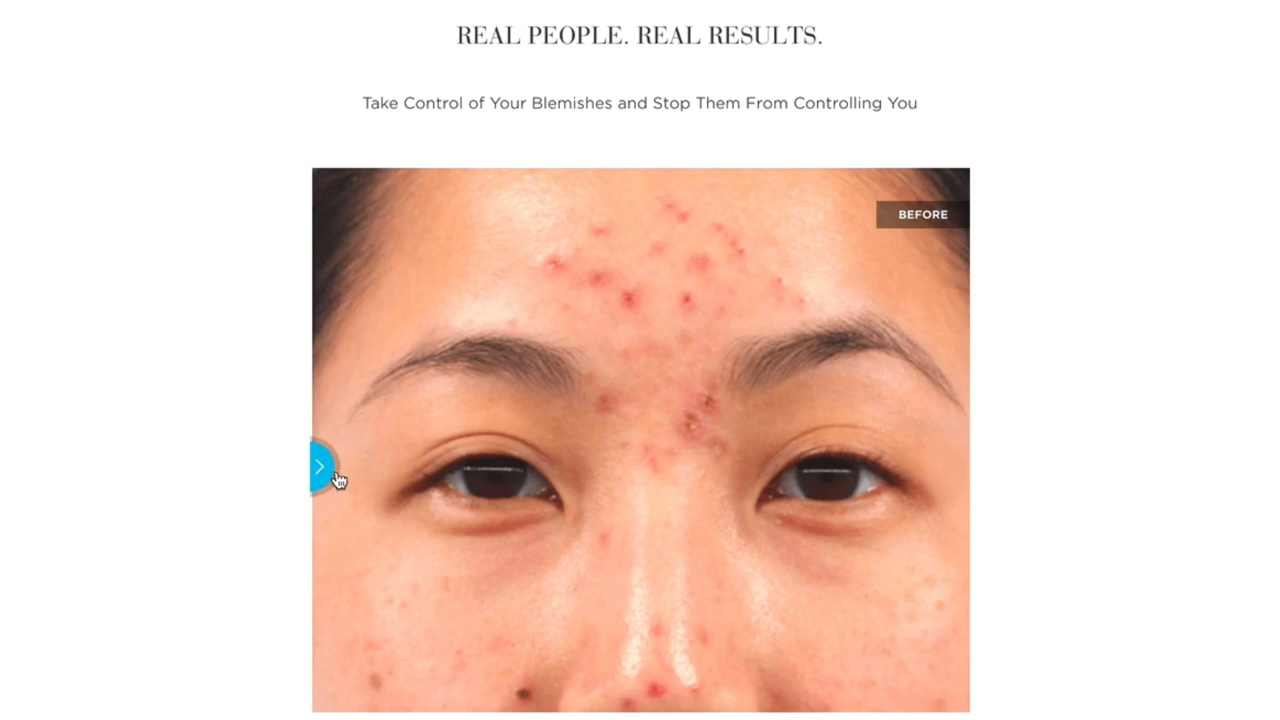 REAL PEOPLE. REAL RESULTS.
Take Control of Your Blemishes and Stop Them From Controlling You
BEFORE